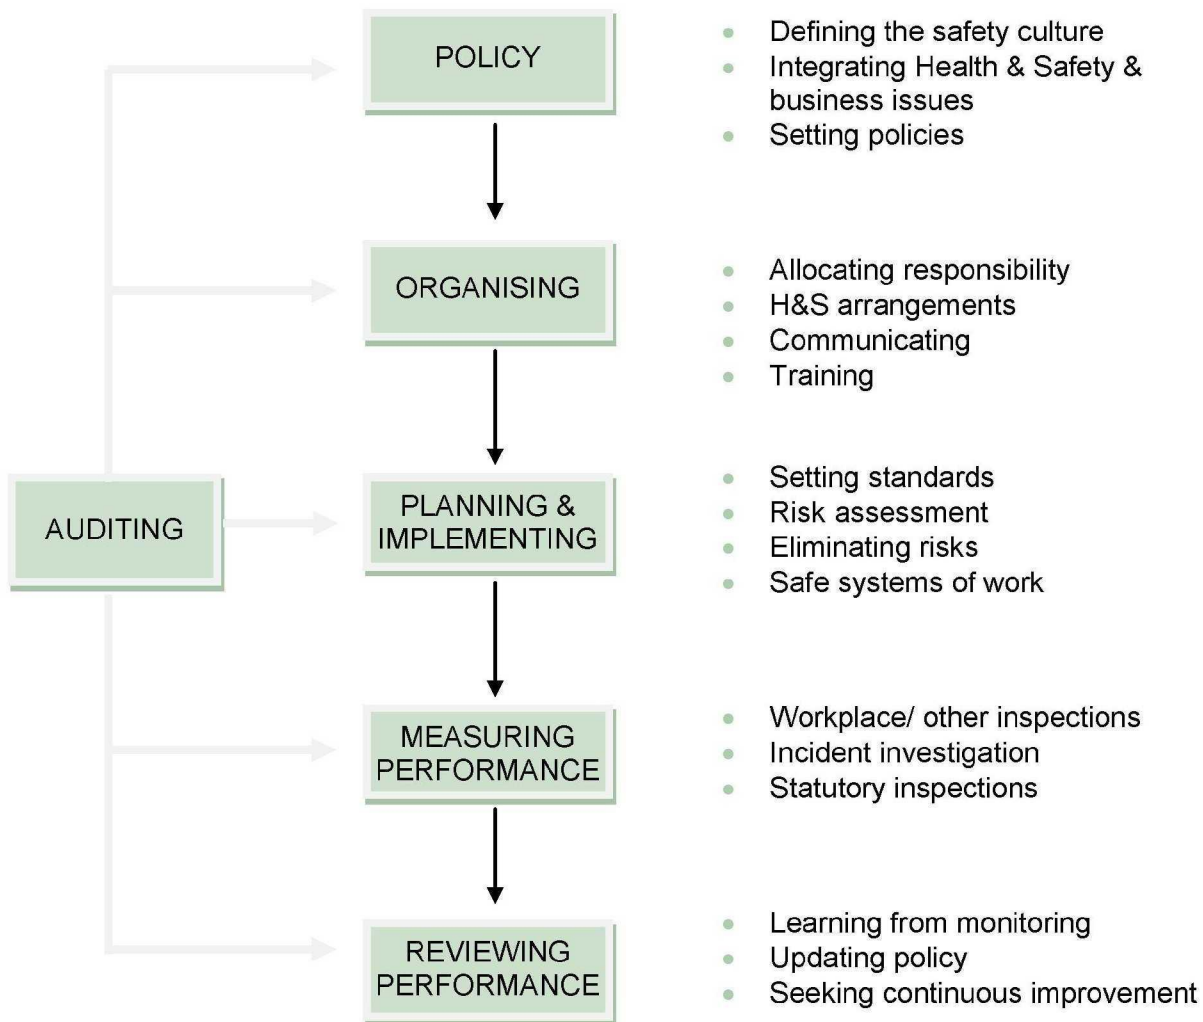 POLICY
• Defining the safety culture
• Integrating Health & Safety &
business issues
• Setting policies
ORGANISING
• Allocating responsibility
• H&S arrangements
• Communicating
• Training
AUDITING
PLANNING &
IMPLEMENTING
• Setting standards
• Risk assessment
• Eliminating risks
• Safe systems of work
MEASURING
PERFORMANCE
• Workplace/ other inspections
• Incident investigation
• Statutory inspections
REVIEWING
PERFORMANCE
• Learning from monitoring
• Updating policy
• Seeking continuous improvement